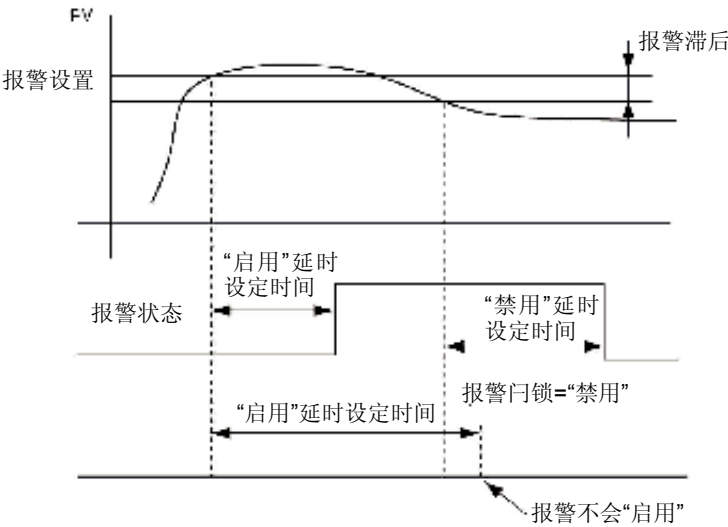 PV
报警滞后
报警设置
“启用”延时
设定时间
报警状态
“禁用”延时
设定时间
报警闩锁=“禁用”
“启用”延时设定时间
报警不会“启用”